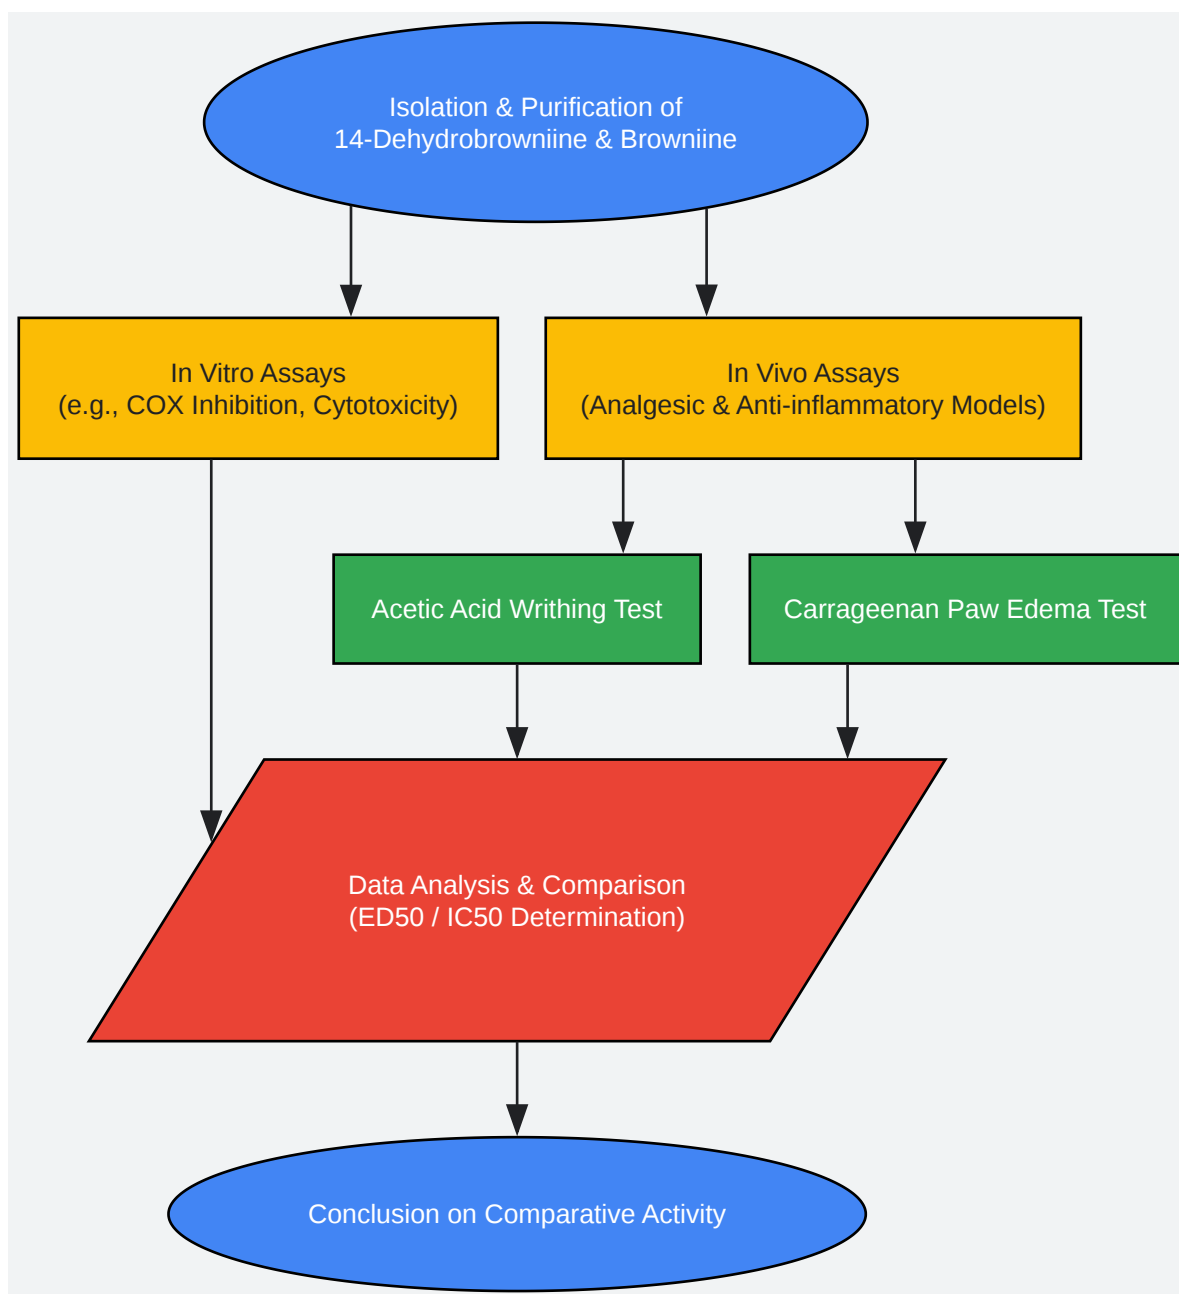 Isolation & Purification of
14-Dehydrobrowniine & Browniine
In Vitro Assays
(e.g., COX Inhibition, Cytotoxicity)
In Vivo Assays
(Analgesic & Anti-inflammatory Models)
Acetic Acid Writhing Test
Carrageenan Paw Edema Test
Data Analysis & Comparison
(ED50 / IC50 Determination)
Conclusion on Comparative Activity